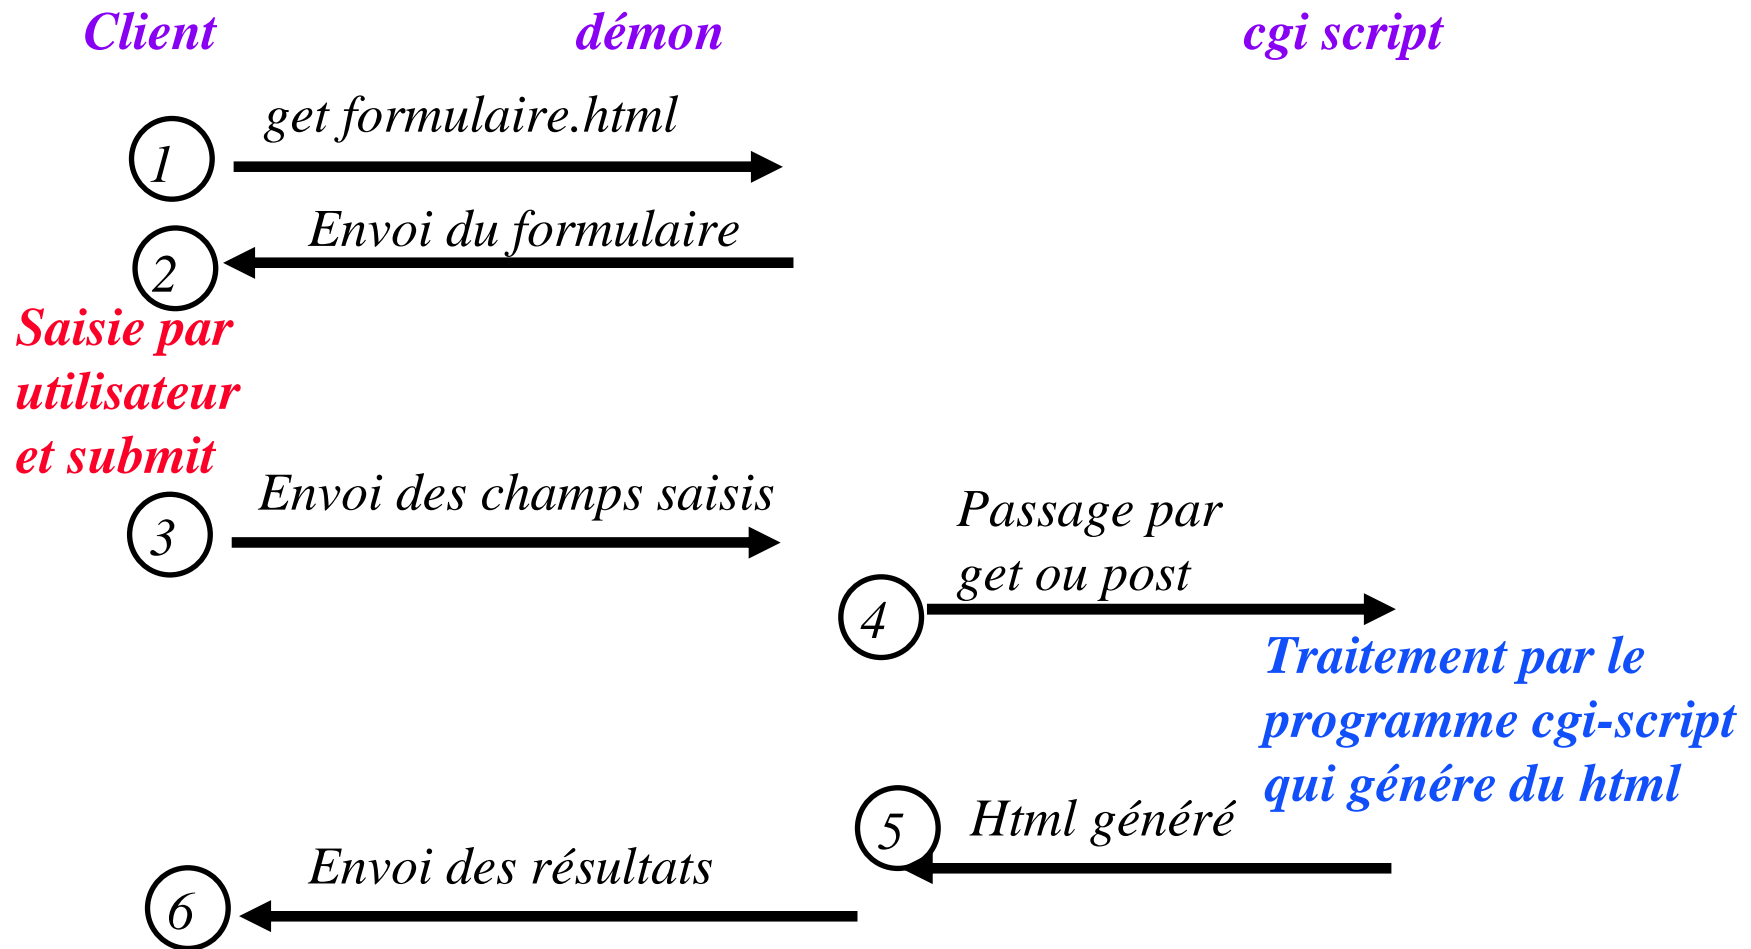 Client démon cgi script
get formulaire.html
1
Envoi du formulaire
2
Saisie par
utilisateur
et submit
Envoi des champs saisis
3
Passage par
get ou post
4
Traitement par le
programme cgi-script
qui génére du html
5
Html généré
Envoi des résultats
6